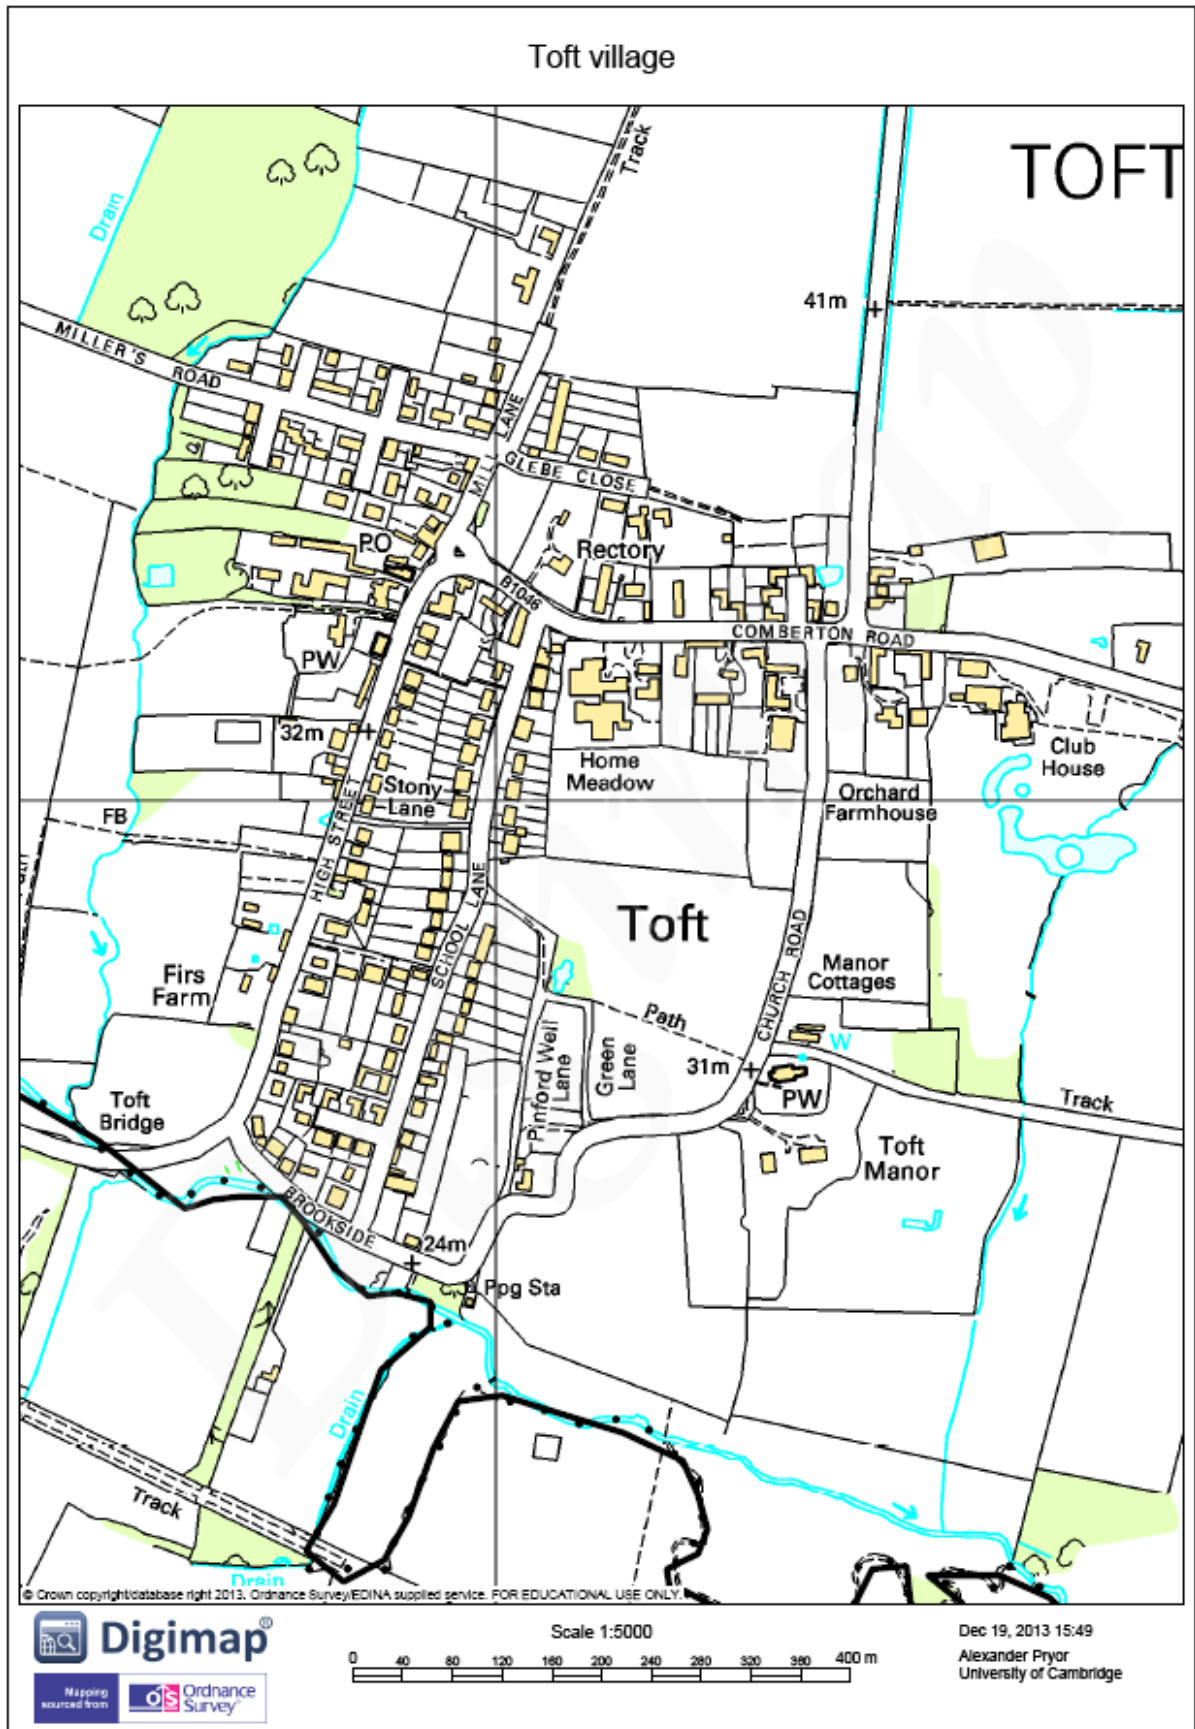 Toft village
TOFT
Track
Drain
41m
MILLER'S ROAD
MILL LANE
GLEBE CLOSE
PO
Rectory
B1046
COMBERTON ROAD
PW
32m
Stony
Lane
Home
Meadow
Club
House
Orchard
Farmhouse
FB
HIGH STREET
SCHOOL LANE
Toft
CHURCH ROAD
Firs
Farm
Manor
Cottages
Path
W
Pinford Well
Lane
Green
Lane
31m
PW
Track
Toft
Bridge
Toft
Manor
BROOKSIDE
24m
Ppg Sta
Drain
Track
Drain
© Crown copyright/database right 2013. Ordnance Survey/EDINA supplied service. FOR EDUCATIONAL USE ONLY.
Digimap®
Mapping
sourced from
OS Ordnance
Survey®
Scale 1:5000
0 40 80 120 160 200 240 280 320 360 400 m
Dec 19, 2013 15:49
Alexander Pryor
University of Cambridge